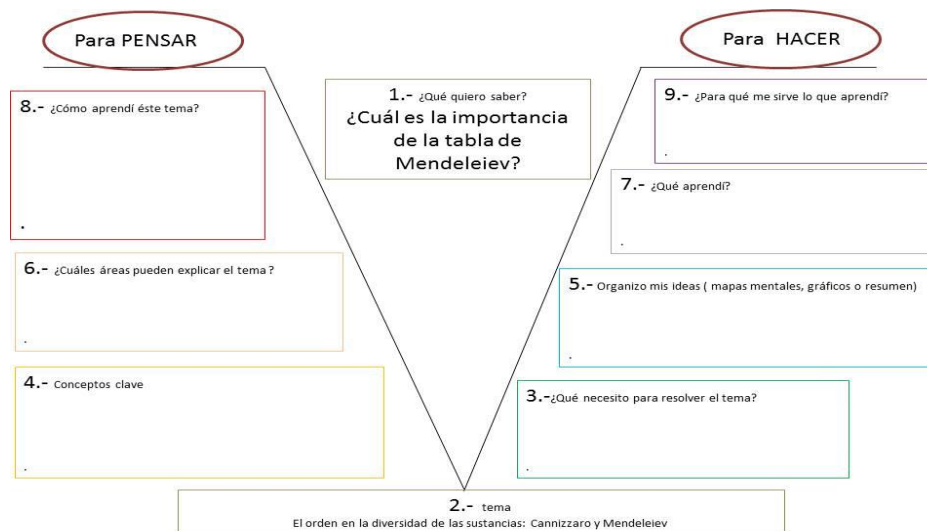 Para PENSAR
Para HACER
8.- ¿Cómo aprendí éste tema?
.
1.- ¿Qué quiero saber?
¿Cuál es la importancia
de la tabla de
Mendeleiev?
9.- ¿Para qué me sirve lo que aprendí?
.
7.- ¿Qué aprendí?
.
6.- ¿Cuáles áreas pueden explicar el tema?
.
5.- Organizo mis ideas ( mapas mentales, gráficos o resumen)
.
4.- Conceptos clave
.
3.-¿Qué necesito para resolver el tema?
.
2.- tema
El orden en la diversidad de las sustancias: Cannizzaro y Mendeleiev